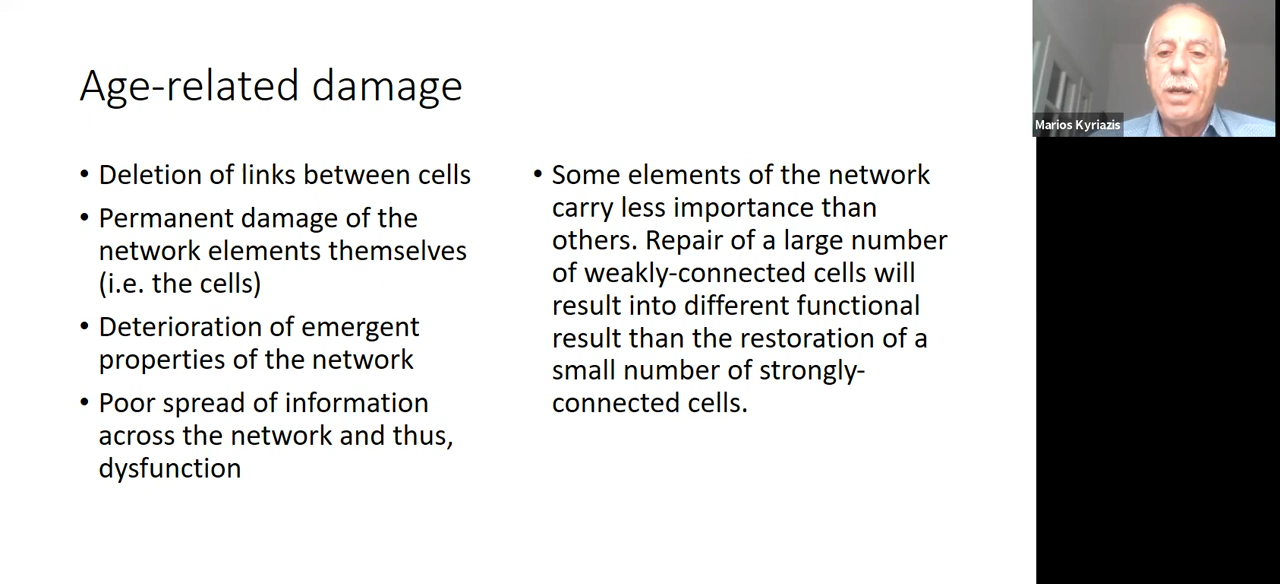 Age-related damage
• Deletion of links between cells
• Permanent damage of the
network elements themselves
(i.e. the cells)
• Deterioration of emergent
properties of the network
• Poor spread of information
across the network and thus,
dysfunction
• Some elements of the network
carry less importance than
others. Repair of a large number
of weakly-connected cells will
result into different functional
result than the restoration of a
small number of strongly-
connected cells.
Marios Kyriazis